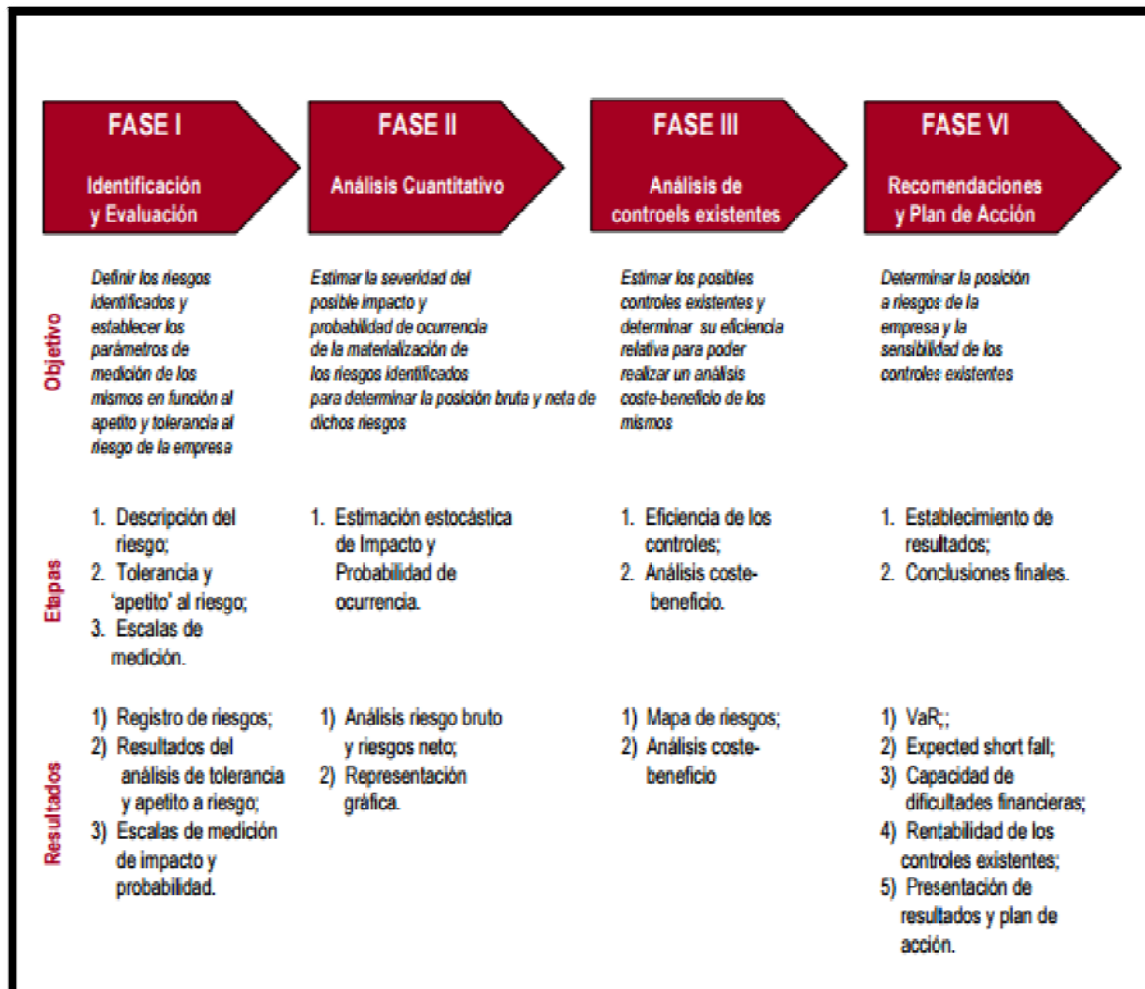 FASE I
Identificación
y Evaluación
FASE II
Análisis Cuantitativo
FASE III
Análisis de
controels existentes
FASE VI
Recomendaciones
y Plan de Acción
Objetivo
Definir los riesgos
identificados y
establecer los
parámetros de
medición de los
mismos en función al
apetito y tolerancia al
riesgo de la empresa
Estimar la severidad del
posible impacto y
probabilidad de ocurrencia
de la materialización de
los riesgos identificados
para determinar la posición bruta y neta de
dichos riesgos
Estimar los posibles
controles existentes y
determinar su eficiencia
relativa para poder
realizar un análisis
coste-beneficio de los
mismos
Determinar la posición
a riesgos de la
empresa y la
sensibilidad de los
controles existentes
Etapas
1. Descripción del
riesgo;
2. Tolerancia y
'apetito' al riesgo;
3. Escalas de
medición.
1. Estimación estocástica
de Impacto y
Probabilidad de
ocurrencia.
1. Eficiencia de los
controles;
2. Análisis coste-
beneficio.
1. Establecimiento de
resultados;
2. Conclusiones finales.
Resultados
1) Registro de riesgos;
2) Resultados del
análisis de tolerancia
y apetito a riesgo;
3) Escalas de medición
de impacto y
probabilidad.
1) Análisis riesgo bruto
y riesgos neto;
2) Representación
gráfica.
1) Mapa de riesgos;
2) Análisis coste-
beneficio
1) VaR;;
2) Expected short fall;
3) Capacidad de
dificultades financieras;
4) Rentabilidad de los
controles existentes;
5) Presentación de
resultados y plan de
acción.